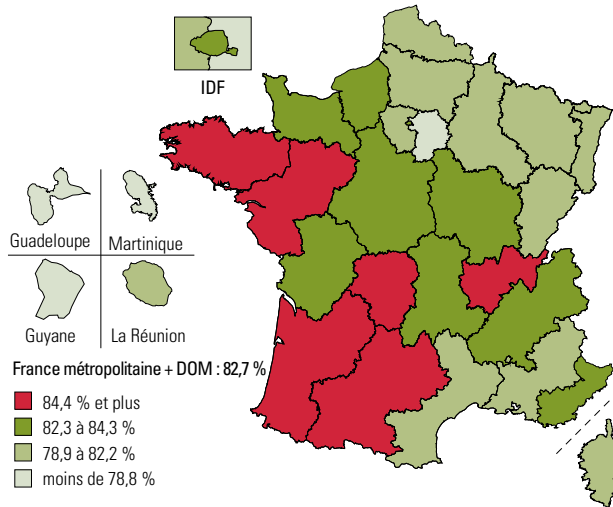 IDF
Guadeloupe
Martinique
Guyane
La Réunion
France métropolitaine + DOM : 82,7 %
84,4 % et plus
82,3 à 84,3 %
78,9 à 82,2 %
moins de 78,8 %